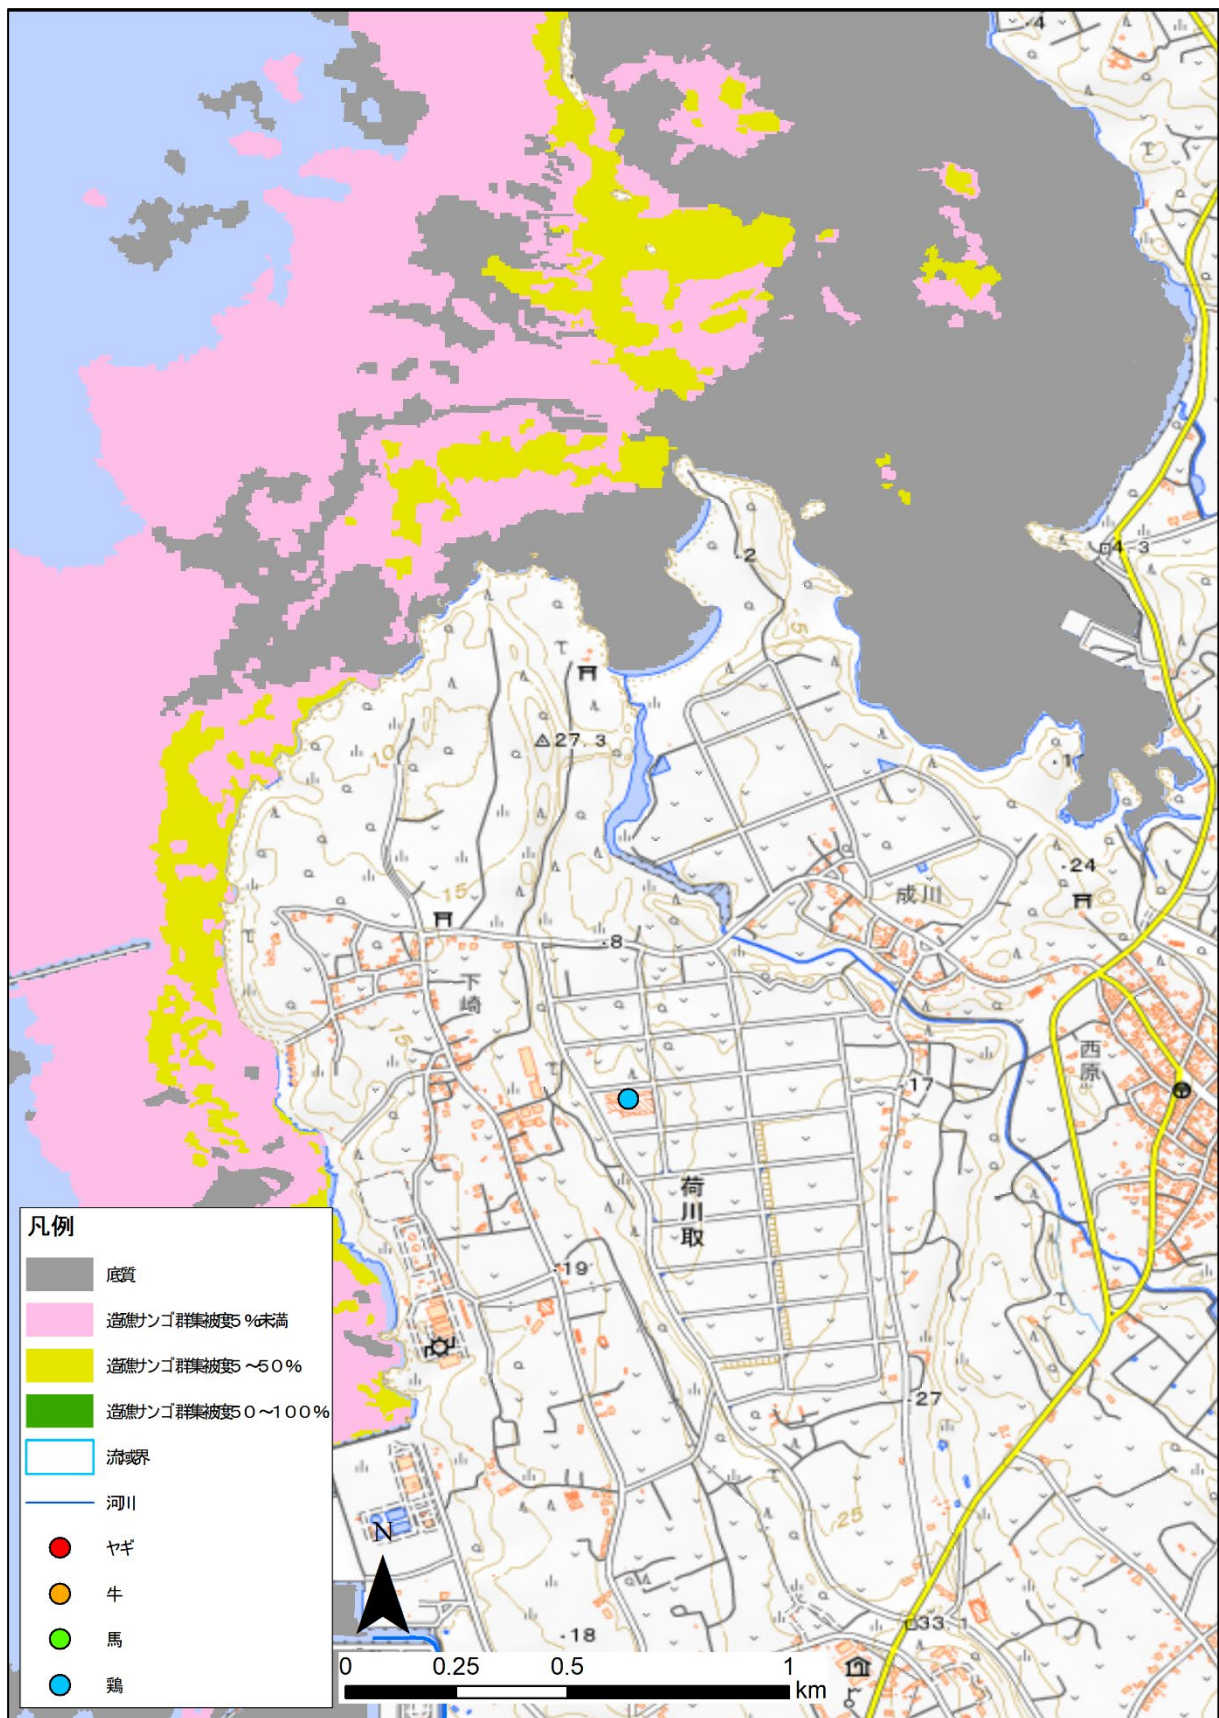 4
4.3
2
5
27.3
10
1
15
24
成川
8
下崎
15
西原
17
荷川取
19
27
25
33.1
18
凡例
底質
造礁サンゴ群集被度5%未満
造礁サンゴ群集被度5~50%
造礁サンゴ群集被度50~100%
流域界
河川
ヤギ
牛
馬
鶏
N
0 0.25 0.5 1
km